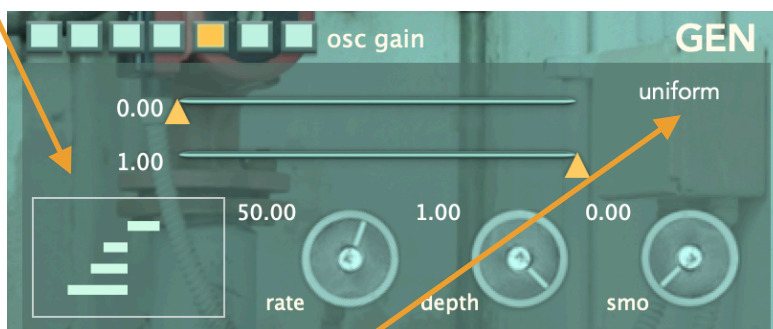 osc gain GEN
0.00 uniform
1.00
50.00 1.00 0.00
rate depth smo